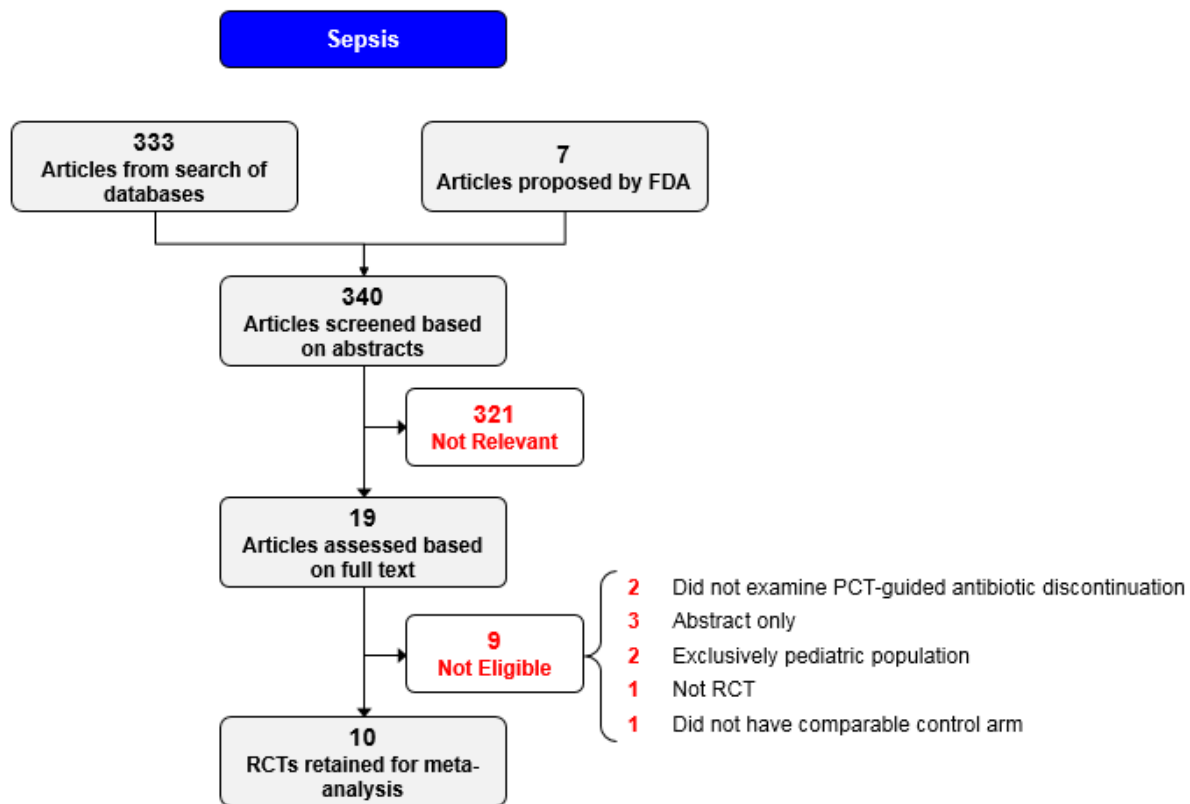 Sepsis
333
Articles from search of
databases
7
Articles proposed by FDA
340
Articles screened based
on abstracts
321
Not Relevant
19
Articles assessed based
on full text
9
Not Eligible
2 Did not examine PCT-guided antibiotic discontinuation
3 Abstract only
2 Exclusively pediatric population
1 Not RCT
1 Did not have comparable control arm
10
RCTs retained for meta-
analysis